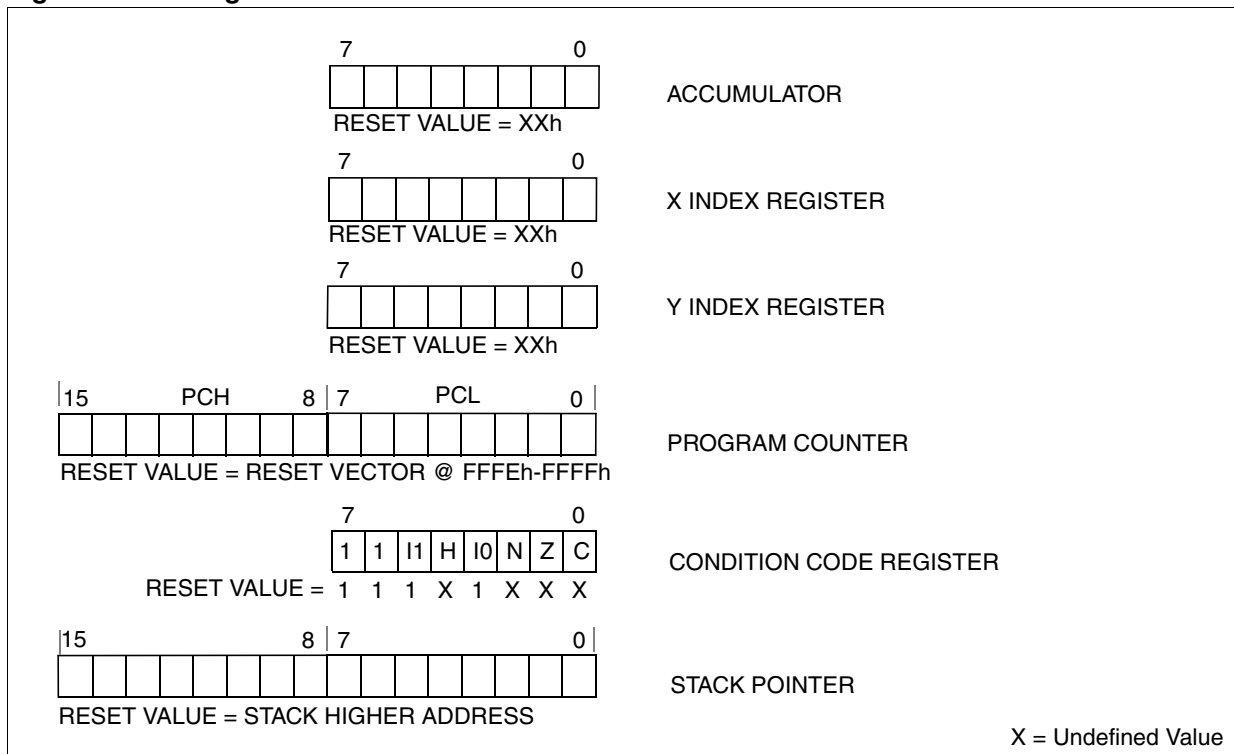 7 0
ACCUMULATOR
RESET VALUE = XXh
7 0
X INDEX REGISTER
RESET VALUE = XXh
7 0
Y INDEX REGISTER
RESET VALUE = XXh
15 PCH 8 7 PCL 0
PROGRAM COUNTER
RESET VALUE = RESET VECTOR @ FFFEh-FFFFh
7 0
1 1 I1 H I0 N Z C
CONDITION CODE REGISTER
RESET VALUE = 1 1 1 X 1 X X X
15 8 7 0
STACK POINTER
RESET VALUE = STACK HIGHER ADDRESS
X = Undefined Value